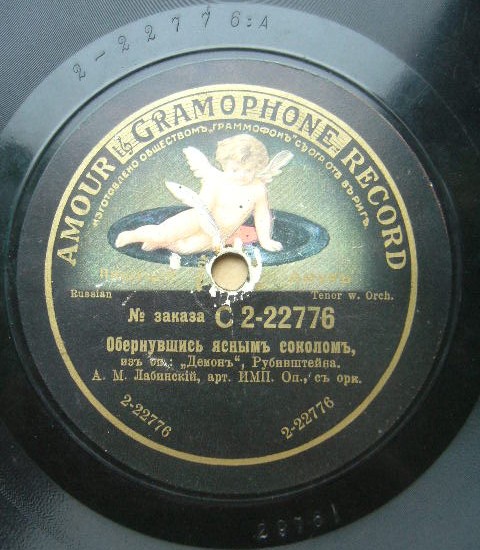 2-22776:A
AMOUR GRAMOPHONE RECORD
ИЗГОТОВЛЕНО ОБЩЕСТВОМЪ „ГРАММОФОНЪ“ СЪ ОГР. ОТВ. ВЪ РИГѢ.
Russian
Tenor w. Orch.
№ заказа C 2-22776
Обернувшись яснымъ соколомъ,
изъ оп.: „Демонъ“, Рубинштейна.
А. М. Лабинскій, арт. ИМП. Оп., съ орк.
2-22776
2-22776